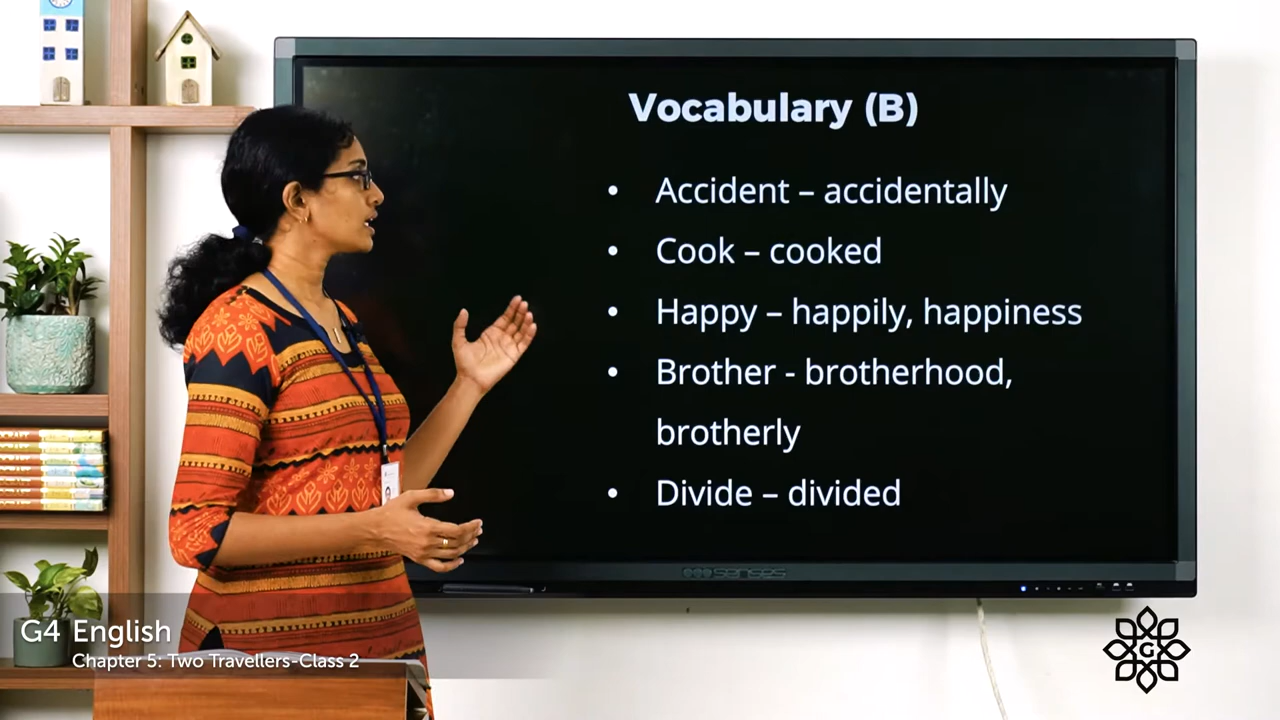 Vocabulary (B)
• Accident – accidentally
• Cook – cooked
• Happy – happily, happiness
• Brother - brotherhood,
brotherly
• Divide – divided
G4 English
Chapter 5: Two Travellers-Class 2
G